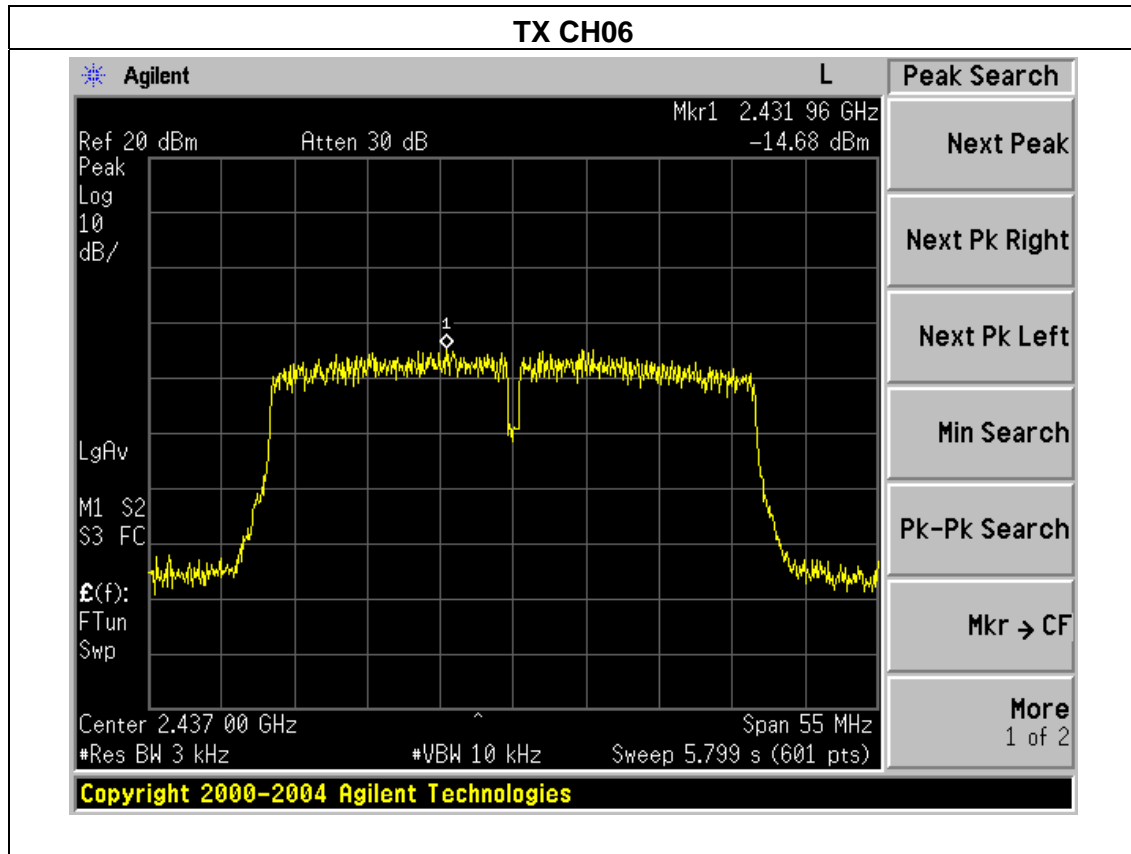 TX CH06
Agilent L Peak Search
Mkr1 2.431 96 GHz
Ref 20 dBm Atten 30 dB -14.68 dBm
Peak
Log
10
dB/
1
LgAv
M1 S2
S3 FC
£(f):
FTun
Swp
Center 2.437 00 GHz ^ Span 55 MHz
#Res BW 3 kHz #VBW 10 kHz Sweep 5.799 s (601 pts)
Copyright 2000-2004 Agilent Technologies
Next Peak
Next Pk Right
Next Pk Left
Min Search
Pk-Pk Search
Mkr → CF
More
1 of 2